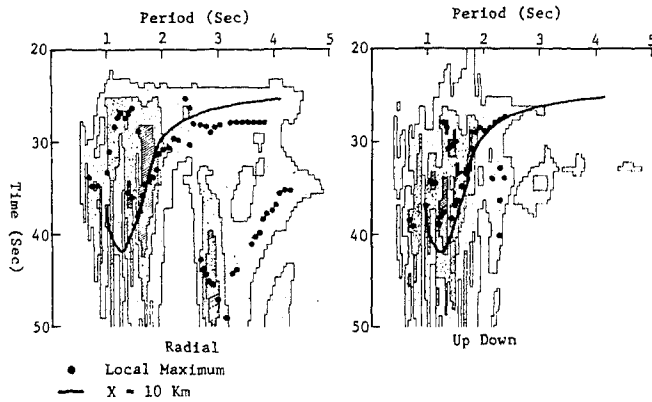 Period (Sec)
1 2 3 4 5
20
30
40
50
Time (Sec)
Radial
Period (Sec)
1 2 3 4 5
20
30
40
50
Up Down
● Local Maximum
— X = 10 Km